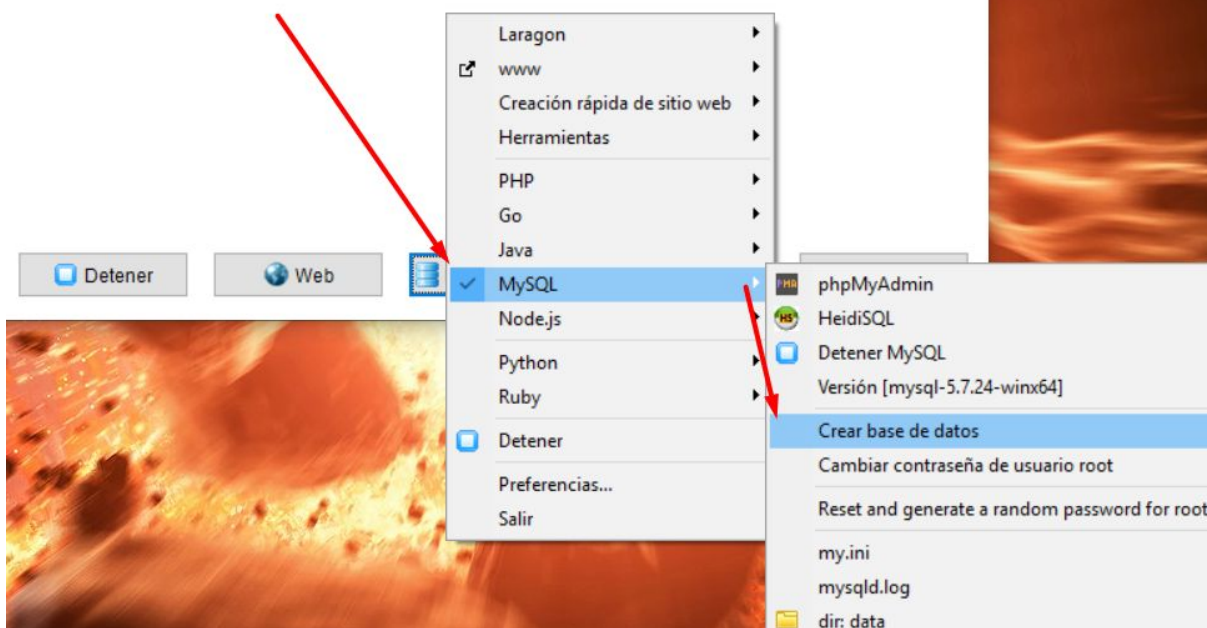 Laragon
www
Creación rápida de sitio web
Herramientas
PHP
Go
Java
MySQL
Node.js
Python
Ruby
Detener
Preferencias...
Salir
Detener
Web
phpMyAdmin
HeidiSQL
Detener MySQL
Versión [mysql-5.7.24-winx64]
Crear base de datos
Cambiar contraseña de usuario root
Reset and generate a random password for root
my.ini
mysqld.log
dir: data